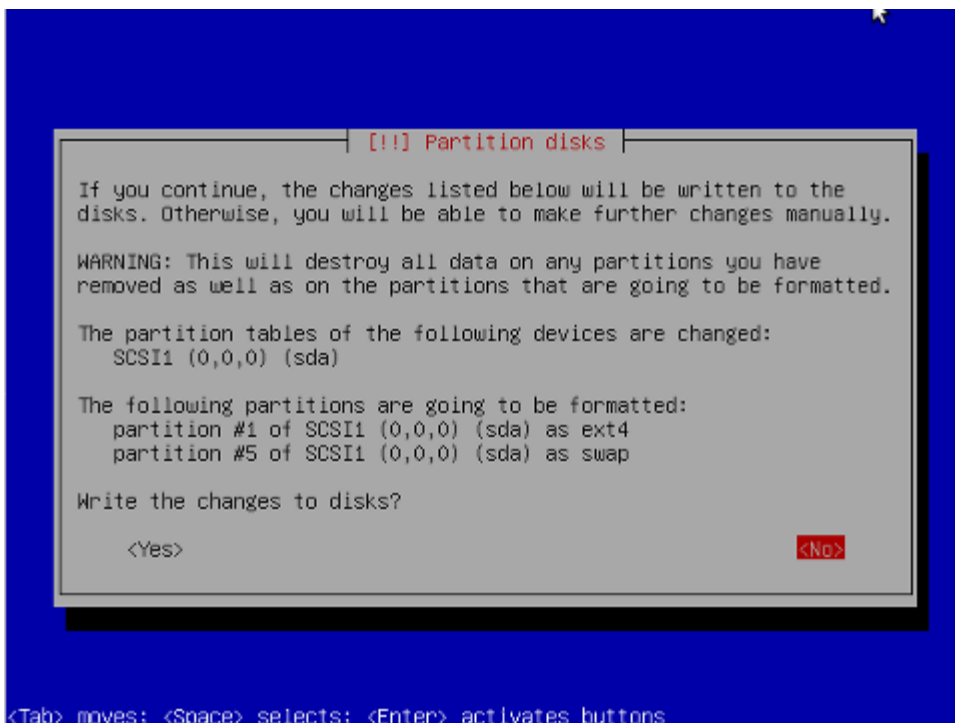 [!!] Partition disks
If you continue, the changes listed below will be written to the
disks. Otherwise, you will be able to make further changes manually.
WARNING: This will destroy all data on any partitions you have
removed as well as on the partitions that are going to be formatted.
The partition tables of the following devices are changed:
SCSI1 (0,0,0) (sda)
The following partitions are going to be formatted:
partition #1 of SCSI1 (0,0,0) (sda) as ext4
partition #5 of SCSI1 (0,0,0) (sda) as swap
Write the changes to disks?
<Yes> <No>
<Tab> moves; <Space> selects; <Enter> activates buttons